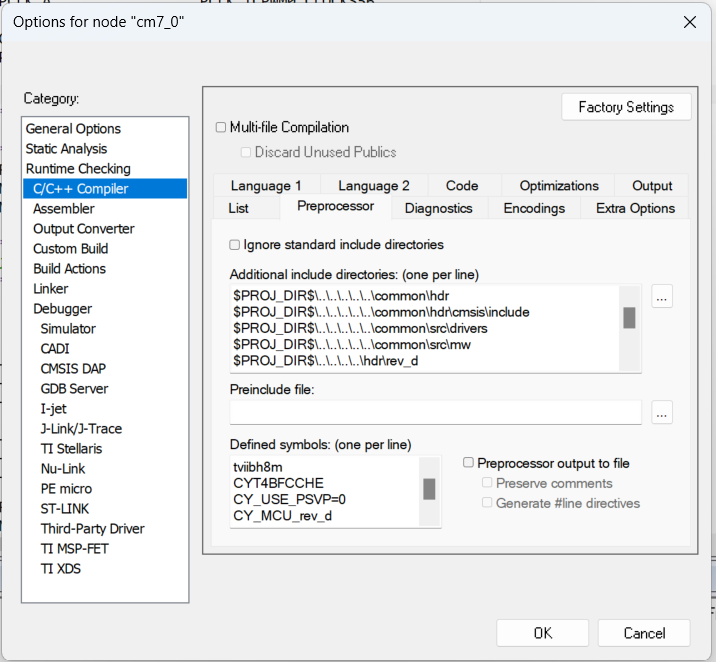 Options for node "cm7_0"
Category:
General Options
Static Analysis
Runtime Checking
C/C++ Compiler
Assembler
Output Converter
Custom Build
Build Actions
Linker
Debugger
Simulator
CADI
CMSIS DAP
GDB Server
I-jet
J-Link/J-Trace
TI Stellaris
Nu-Link
PE micro
ST-LINK
Third-Party Driver
TI MSP-FET
TI XDS
Factory Settings
Multi-file Compilation
Discard Unused Publics
Language 1 Language 2 Code Optimizations Output
List Preprocessor Diagnostics Encodings Extra Options
Ignore standard include directories
Additional include directories: (one per line)
$PROJ_DIR$\..\..\..\..\..\common\hdr
$PROJ_DIR$\..\..\..\..\..\common\hdr\cmsis\include
$PROJ_DIR$\..\..\..\..\..\common\src\drivers
$PROJ_DIR$\..\..\..\..\..\common\src\mw
$PROJ_DIR$\..\..\..\..\hdr\rev_d
...
Preinclude file:
...
Defined symbols: (one per line)
tviibh8m
CYT4BFCCHE
CY_USE_PSVP=0
CY_MCU_rev_d
Preprocessor output to file
Preserve comments
Generate #line directives
OK Cancel